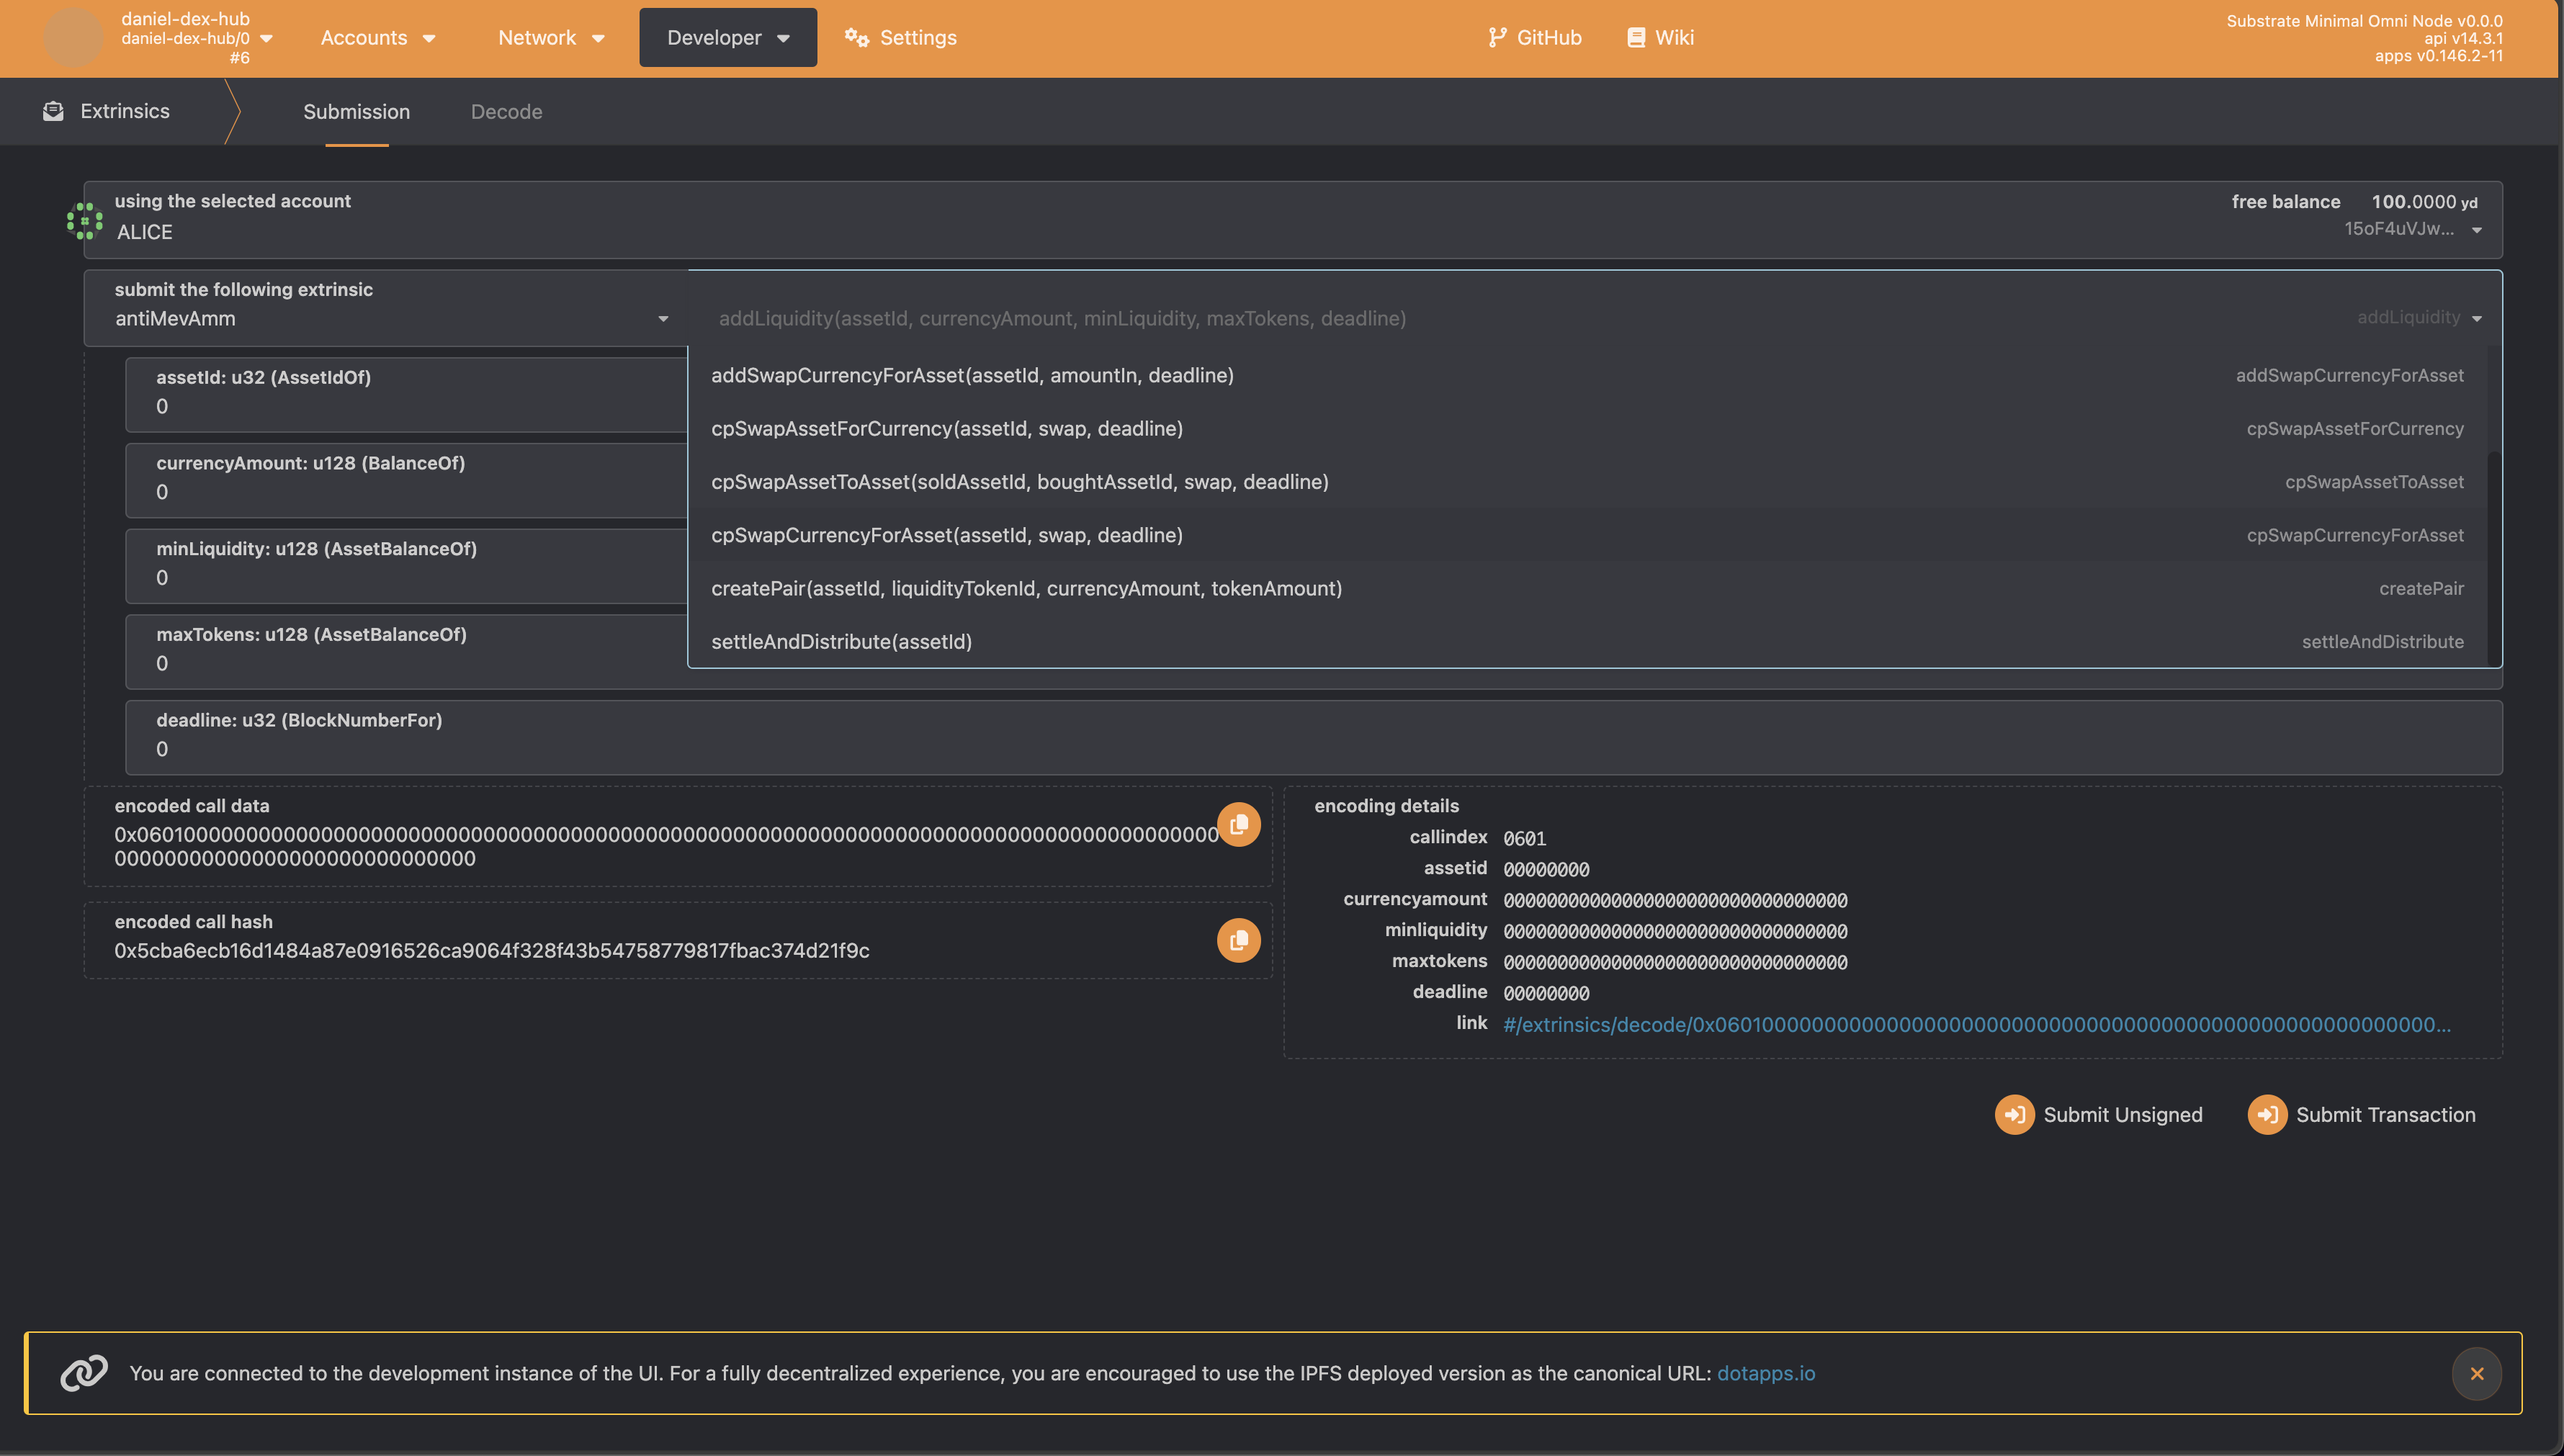 daniel-dex-hub
daniel-dex-hub/0
#6
Accounts
Network
Developer
Settings
GitHub
Wiki
Substrate Minimal Omni Node v0.0.0
api v14.3.1
apps v0.146.2-11
Extrinsics
Submission
Decode
using the selected account
ALICE
free balance 100.0000 yd
15oF4uVJw...
submit the following extrinsic
antiMevAmm
addLiquidity(assetId, currencyAmount, minLiquidity, maxTokens, deadline) addLiquidity
addSwapCurrencyForAsset(assetId, amountIn, deadline) addSwapCurrencyForAsset
cpSwapAssetForCurrency(assetId, swap, deadline) cpSwapAssetForCurrency
cpSwapAssetToAsset(soldAssetId, boughtAssetId, swap, deadline) cpSwapAssetToAsset
cpSwapCurrencyForAsset(assetId, swap, deadline) cpSwapCurrencyForAsset
createPair(assetId, liquidityTokenId, currencyAmount, tokenAmount) createPair
settleAndDistribute(assetId) settleAndDistribute
assetId: u32 (AssetIdOf)
0
currencyAmount: u128 (BalanceOf)
0
minLiquidity: u128 (AssetBalanceOf)
0
maxTokens: u128 (AssetBalanceOf)
0
deadline: u32 (BlockNumberFor)
0
encoded call data
0x060100000000000000000000000000000000000000000000000000000000000000000000000000000000000
00000000000000000000000000000
encoded call hash
0x5cba6ecb16d1484a87e0916526ca9064f328f43b54758779817fbac374d21f9c
encoding details
callindex 0601
assetid 00000000
currencyamount 00000000000000000000000000000000
minliquidity 00000000000000000000000000000000
maxtokens 00000000000000000000000000000000
deadline 00000000
link #/extrinsics/decode/0x0601000000000000000000000000000000000000000000000000000000...
Submit Unsigned
Submit Transaction
You are connected to the development instance of the UI. For a fully decentralized experience, you are encouraged to use the IPFS deployed version as the canonical URL: dotapps.io